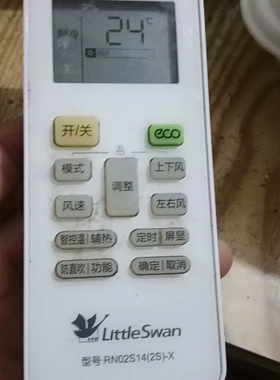 制冷 24℃
开/关 eco
模式 调整 上下风
风速 左右风
智控温 辅热 定时 屏显
防直吹 功能 确定 取消
LittleSwan
型号:RN02S14(2S)-X